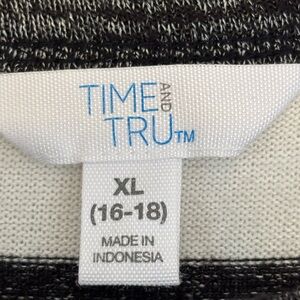 TIME AND
TRU™
XL
(16-18)
MADE IN
INDONESIA